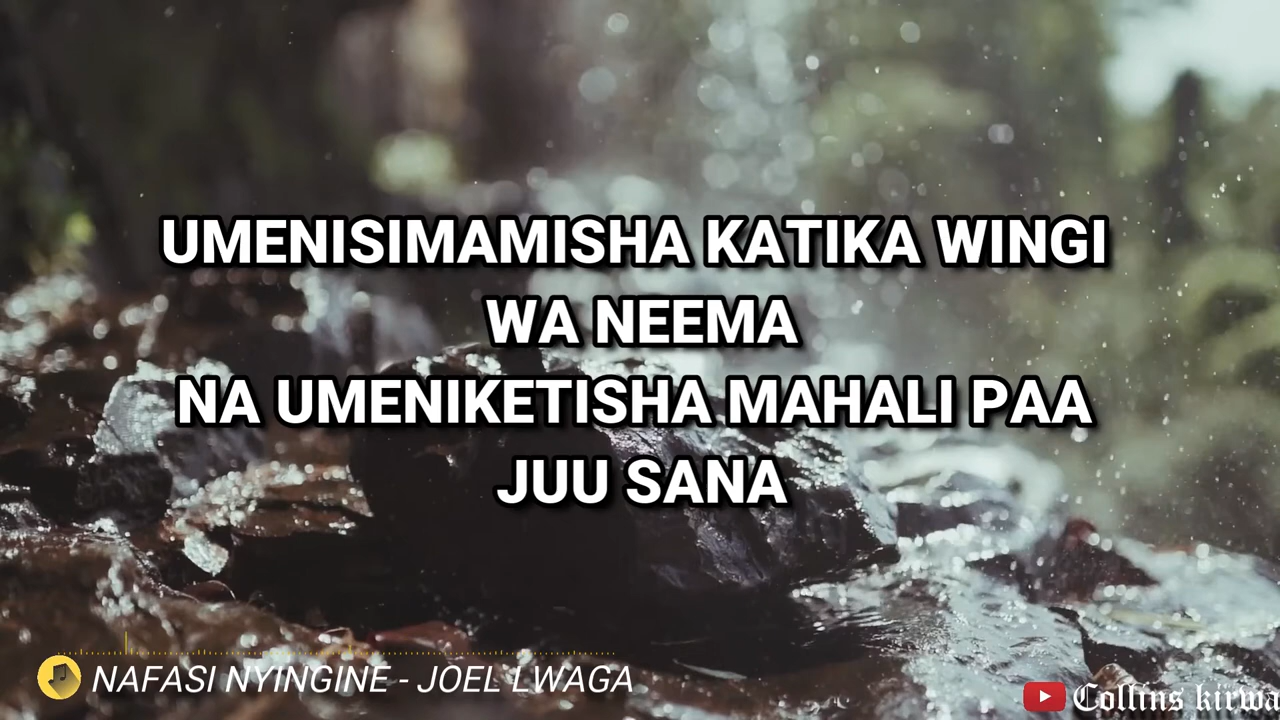 UMENISIMAMISHA KATIKA WINGI
WA NEEMA
NA UMENIKETISHA MAHALI PAA
JUU SANA
NAFASI NYINGINE - JOEL LWAGA
Collins kirwa